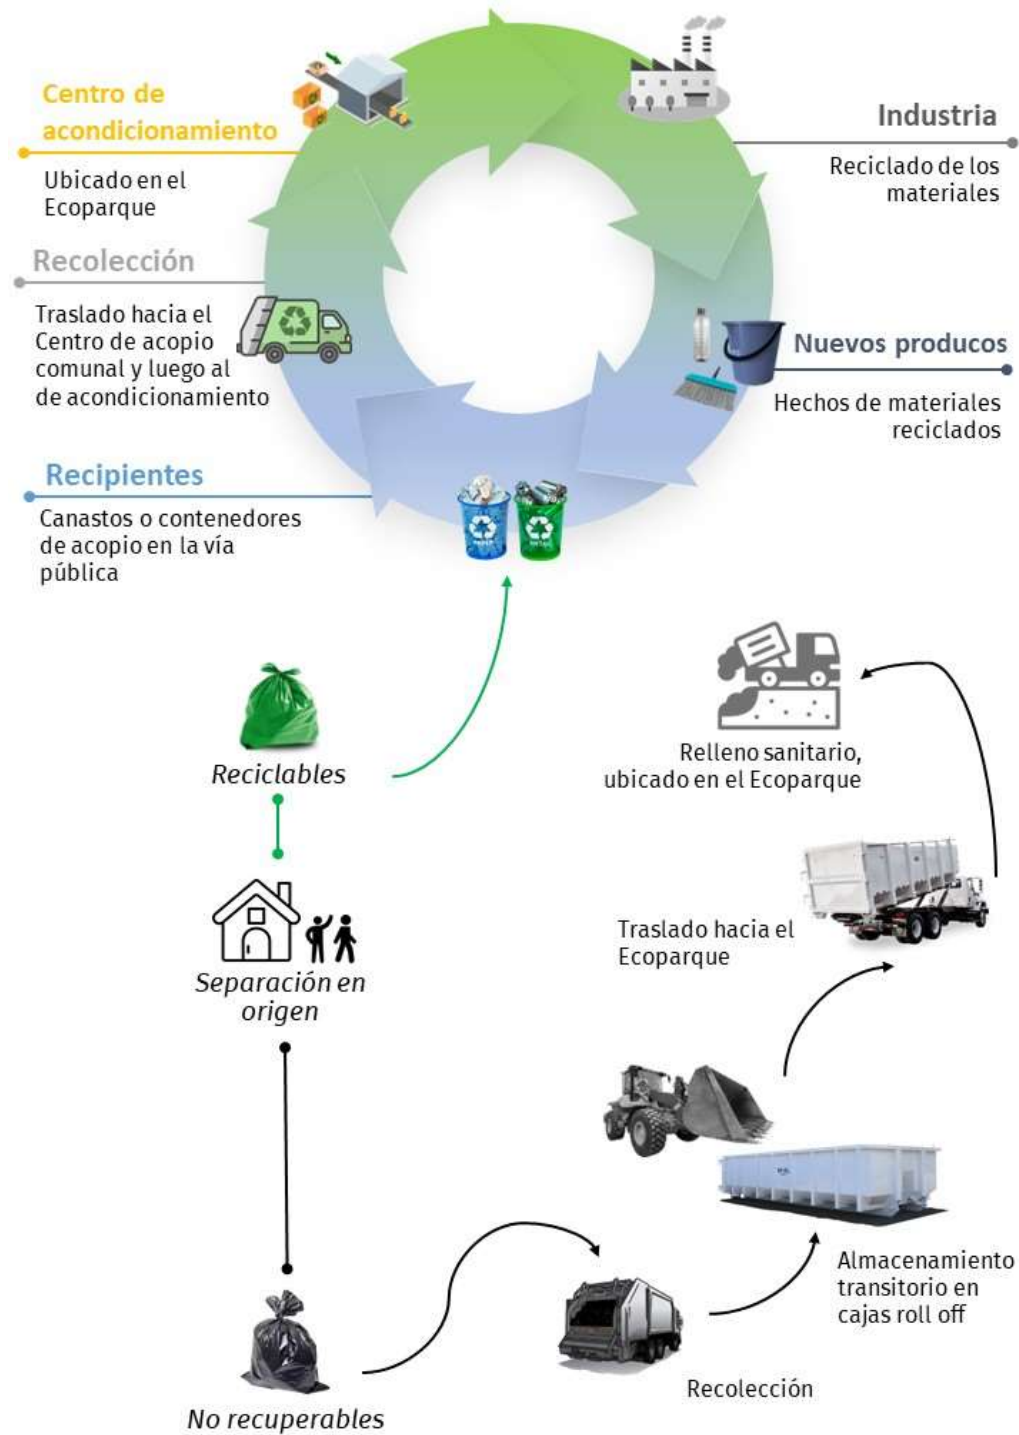 Centro de
acondicionamiento
Ubicado en el
Ecoparque
Industria
Reciclado de los
materiales
Recolección
Traslado hacia el
Centro de acopio
comunal y luego al
de acondicionamiento
Nuevos producos
Hechos de materiales
reciclados
Recipientes
Canastos o contenedores
de acopio en la vía
pública
Reciclables
Relleno sanitario,
ubicado en el Ecoparque
Separación en
origen
Traslado hacia el
Ecoparque
Almacenamiento
transitorio en
cajas roll off
Recolección
No recuperables